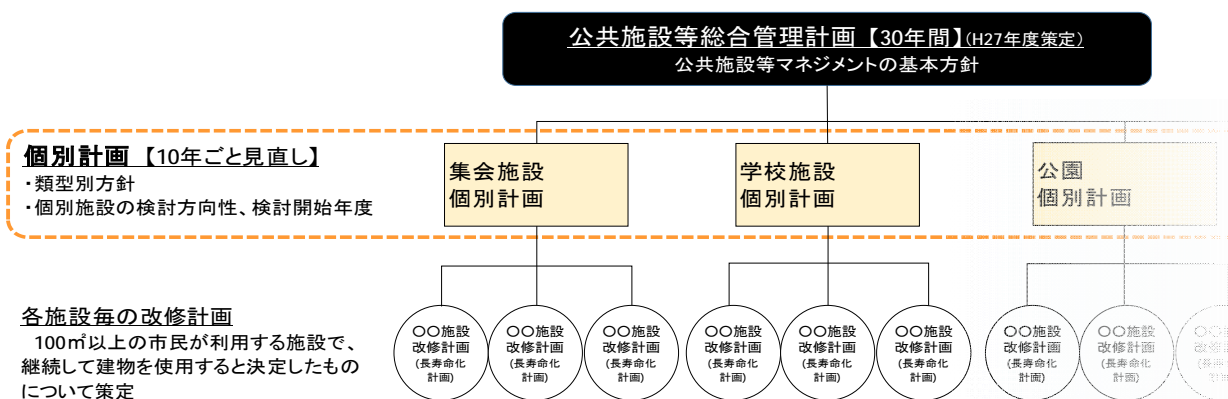 公共施設等総合管理計画【30年間】(H27年度策定)
公共施設等マネジメントの基本方針
個別計画 【10年ごと見直し】
・類型別方針
・個別施設の検討方向性、検討開始年度
集会施設
個別計画
学校施設
個別計画
公園
個別計画
各施設毎の改修計画
100㎡以上の市民が利用する施設で、
継続して建物を使用すると決定したもの
について策定
〇〇施設
改修計画
(長寿命化
計画)
〇〇施設
改修計画
(長寿命化
計画)
〇〇施設
改修計画
(長寿命化
計画)
〇〇施設
改修計画
(長寿命化
計画)
〇〇施設
改修計画
(長寿命化
計画)
〇〇施設
改修計画
(長寿命化
計画)
〇〇施設
改修計画
(長寿命化
計画)
〇〇施設
改修計画
(長寿命化
計画)